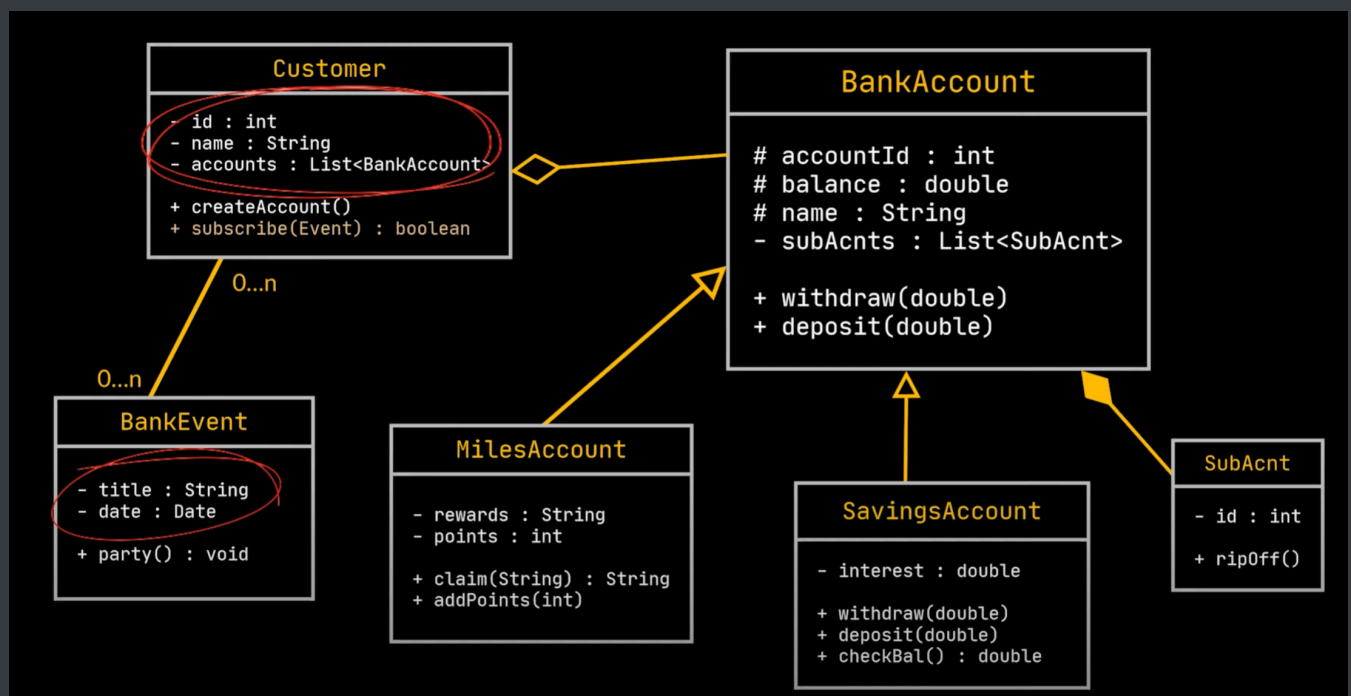 Customer
- id : int
- name : String
- accounts : List<BankAccount>
+ createAccount()
+ subscribe(Event) : boolean
0...n
0...n
BankEvent
- title : String
- date : Date
+ party() : void
BankAccount
# accountId : int
# balance : double
# name : String
- subAcnts : List<SubAcnt>
+ withdraw(double)
+ deposit(double)
MilesAccount
- rewards : String
- points : int
+ claim(String) : String
+ addPoints(int)
SavingsAccount
- interest : double
+ withdraw(double)
+ deposit(double)
+ checkBal() : double
SubAcnt
- id : int
+ ripOff()